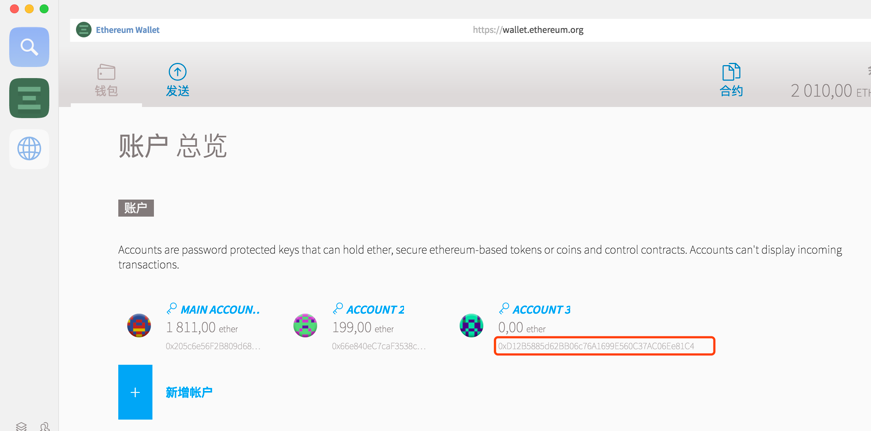 Ethereum Wallet
https://wallet.ethereum.org
钱包
发送
合约
2 010,00 ETH
账户 总览
账户
Accounts are password protected keys that can hold ether, secure ethereum-based tokens or coins and control contracts. Accounts can't display incoming
transactions.
MAIN ACCOUN..
1 811,00 ether
0x205c6e56F2B809d68...
ACCOUNT 2
199,00 ether
0x66e840eC7caF3538c...
ACCOUNT 3
0,00 ether
0xD12B5885d62BB06c76A1699E560C37AC06Ee81C4
+
新增帐户